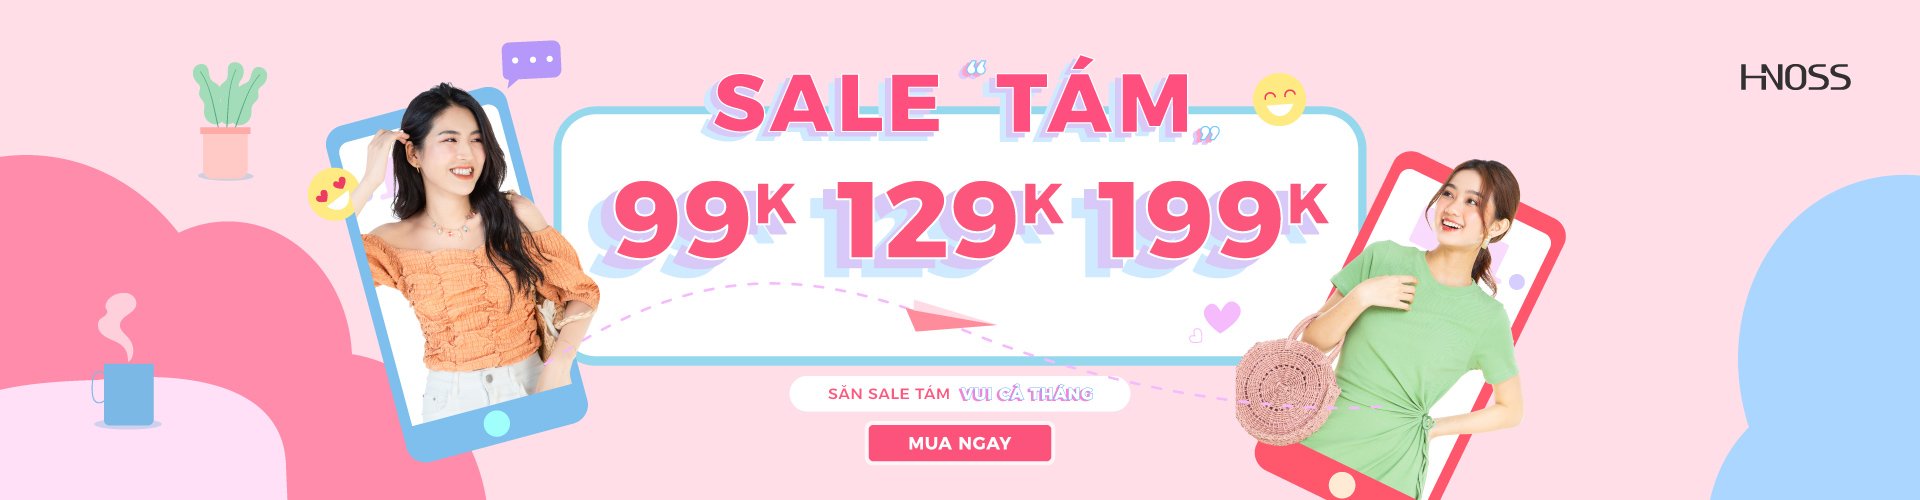 HNOSS
SALE “TÁM”
99K 129K 199K
SĂN SALE TÁM VUI CẢ THÁNG
MUA NGAY